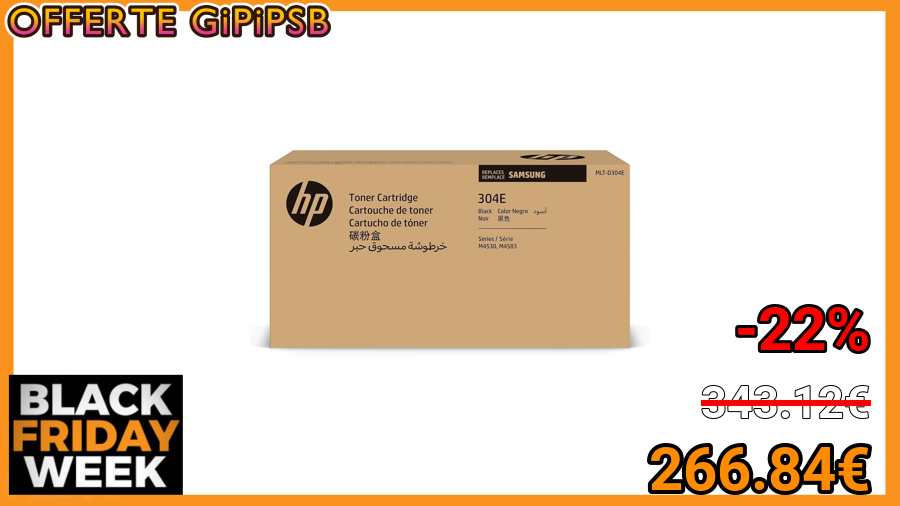 OFFERTE GiPiPSB
hp
REPLACES
REMPLACE
SAMSUNG
MLT-D304E
hp
Toner Cartridge
Cartouche de toner
Cartucho de tóner
碳粉盒
خرطوشة مسحوق حبر
304E
Black Color Negro أسود
Noir 黑色
Series / Série
M4530, M4583
-22%
343.12€
266.84€
BLACK
FRIDAY
WEEK